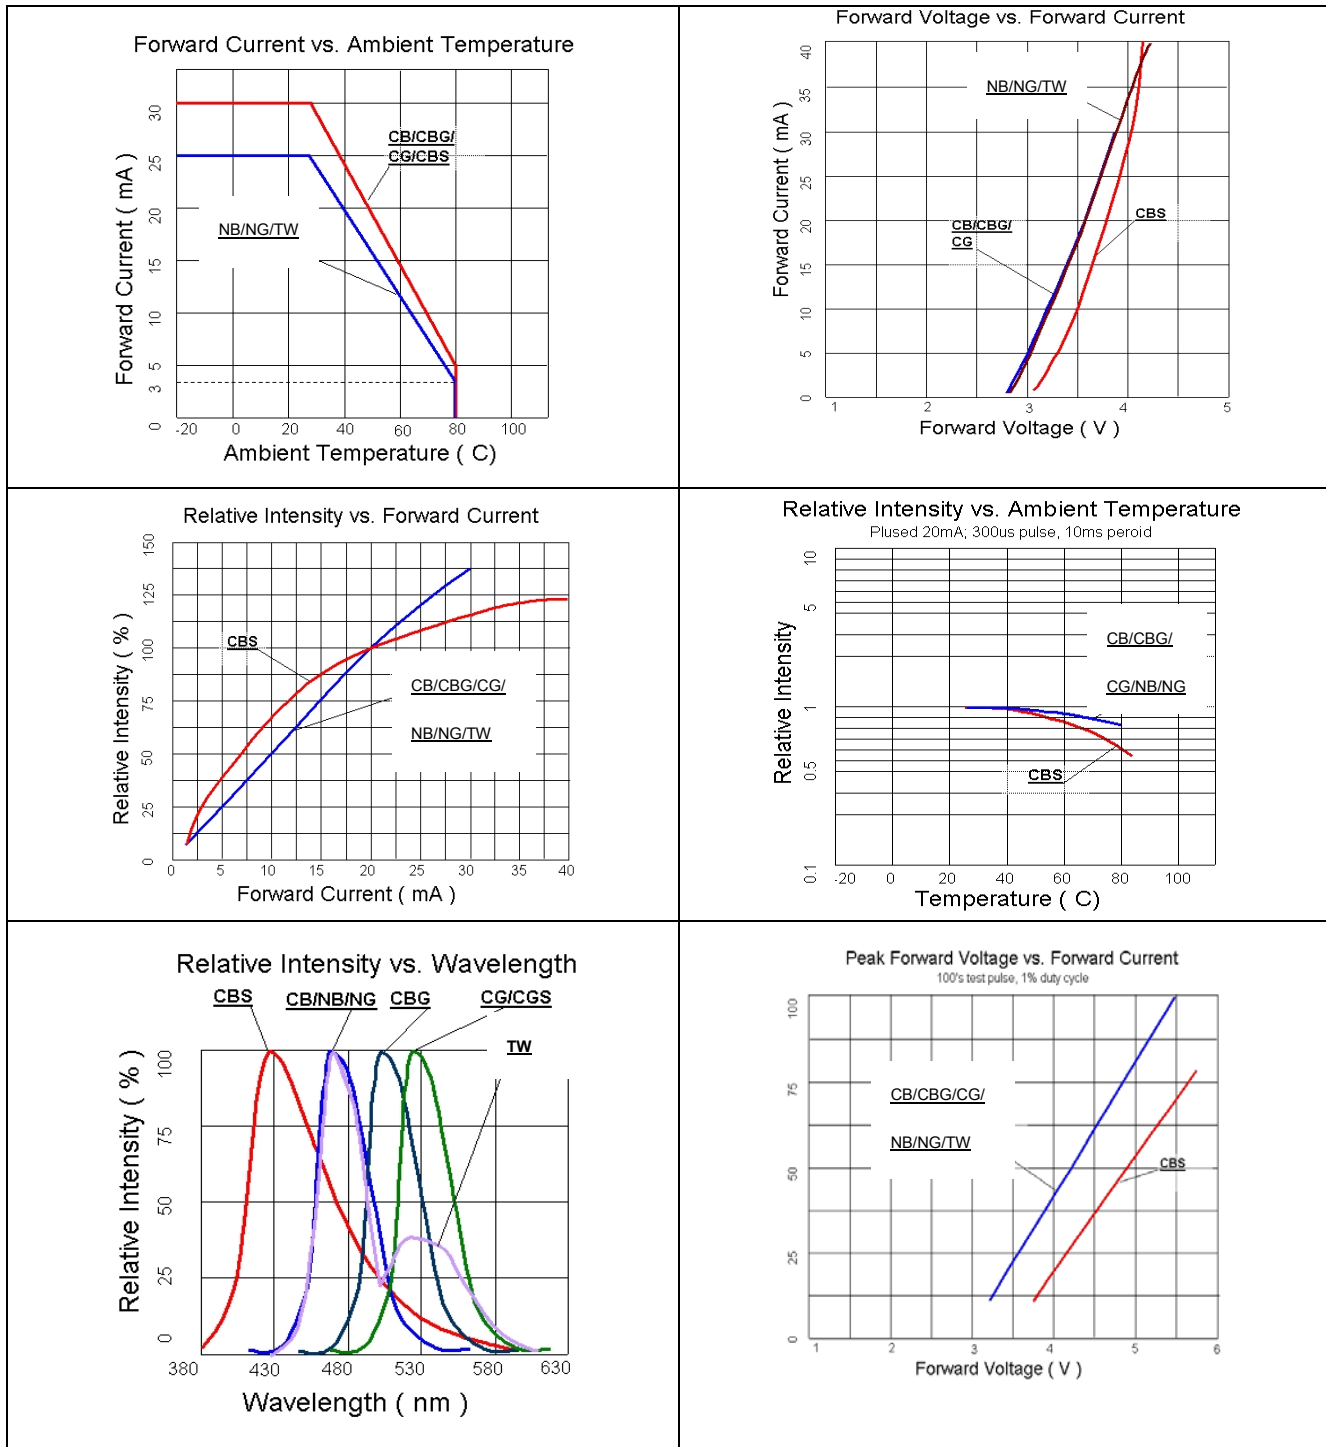 Forward Current vs. Ambient Temperature
Forward Current ( mA )
30
25
20
15
10
5
3
0
CB/CBG/
CG/CBS
NB/NG/TW
-20 0 20 40 60 80 100
Ambient Temperature ( C)
Forward Voltage vs. Forward Current
Forward Current ( mA )
40
35
30
25
20
15
10
5
0
NB/NG/TW
CB/CBG/
CG
CBS
1 2 3 4 5
Forward Voltage ( V )
Relative Intensity vs. Forward Current
Relative Intensity ( % )
150
125
100
75
50
25
0
CBS
CB/CBG/CG/
NB/NG/TW
0 5 10 15 20 25 30 35 40
Forward Current ( mA )
Relative Intensity vs. Ambient Temperature
Plused 20mA; 300us pulse, 10ms peroid
Relative Intensity
10
5
1
0.5
0.1
CB/CBG/
CG/NB/NG
CBS
-20 0 20 40 60 80 100
Temperature ( C)
Relative Intensity vs. Wavelength
CBS CB/NB/NG CBG CG/CGS
TW
Relative Intensity ( % )
100
75
50
25
0
380 430 480 530 580 630
Wavelength ( nm )
Peak Forward Voltage vs. Forward Current
100's test pulse, 1% duty cycle
100
75
50
25
0
CB/CBG/CG/
NB/NG/TW
CBS
1 2 3 4 5 6
Forward Voltage ( V )